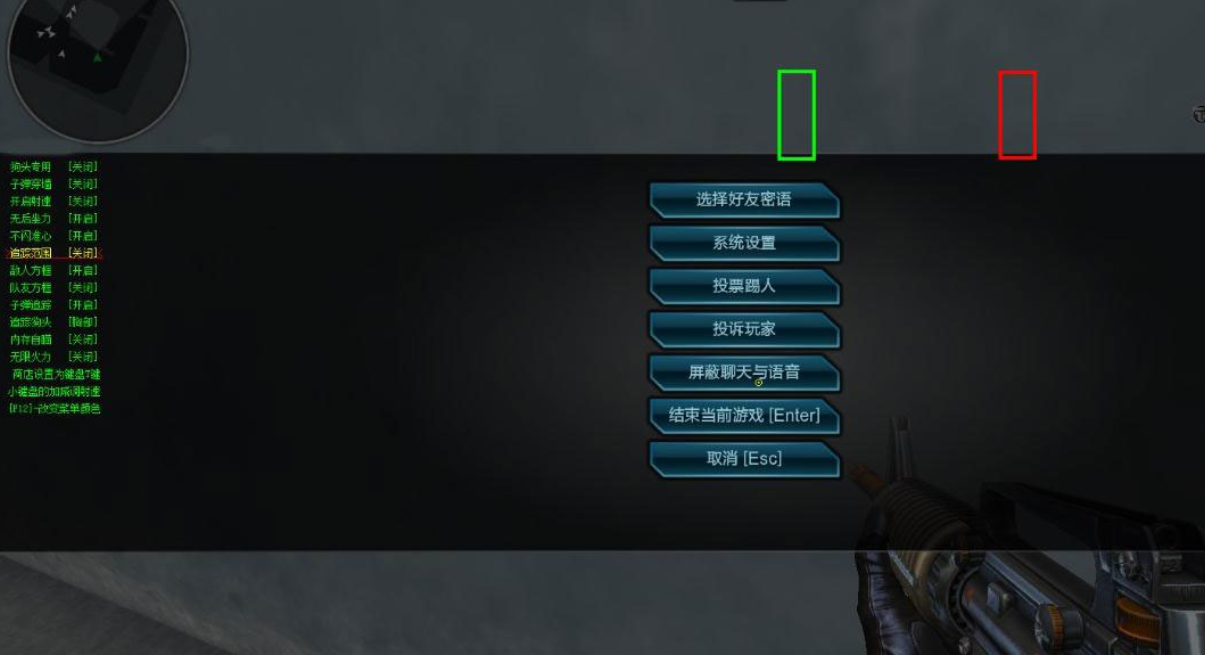 狗头专用 [关闭]
子弹穿墙 [关闭]
开启射速 [关闭]
无后坐力 [开启]
不闪准心 [开启]
追踪范围 [关闭]
敌人方框 [开启]
队友方框 [关闭]
子弹追踪 [开启]
追踪狗头 [胸部]
内存自瞄 [关闭]
无限火力 [关闭]
商店设置为键盘7键
小键盘的加减调射速
[F12]-改变菜单颜色
选择好友密语
系统设置
投票踢人
投诉玩家
屏蔽聊天与语音
结束当前游戏 [Enter]
取消 [Esc]